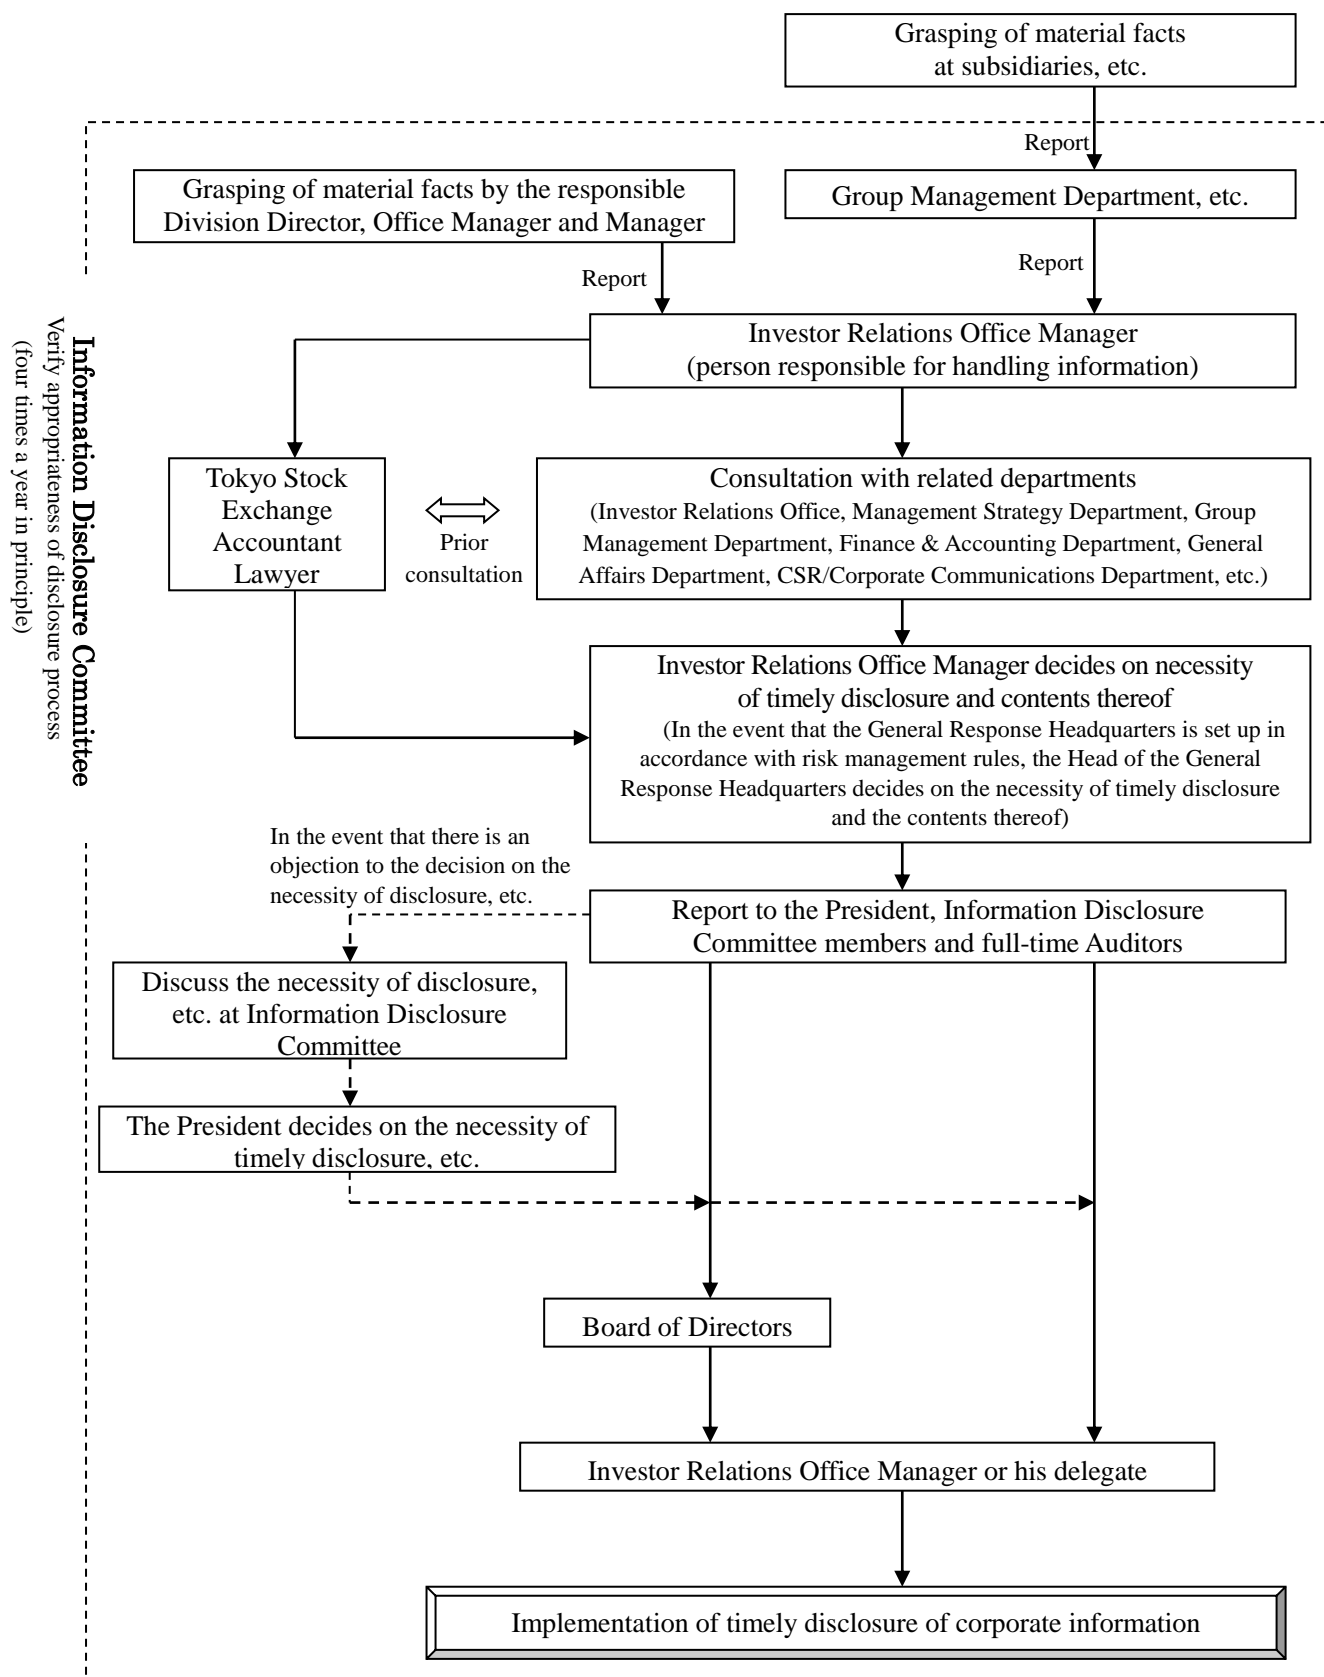 Grasping of material facts
at subsidiaries, etc.
Report
Grasping of material facts by the responsible
Division Director, Office Manager and Manager
Group Management Department, etc.
Report
Report
Investor Relations Office Manager
(person responsible for handling information)
Information Disclosure Committee
Verify appropriateness of disclosure process
(four times a year in principle)
Tokyo Stock
Exchange
Accountant
Lawyer
Prior
consultation
Consultation with related departments
(Investor Relations Office, Management Strategy Department, Group
Management Department, Finance & Accounting Department, General
Affairs Department, CSR/Corporate Communications Department, etc.)
Investor Relations Office Manager decides on necessity
of timely disclosure and contents thereof
(In the event that the General Response Headquarters is set up in
accordance with risk management rules, the Head of the General
Response Headquarters decides on the necessity of timely disclosure
and the contents thereof)
In the event that there is an
objection to the decision on the
necessity of disclosure, etc.
Report to the President, Information Disclosure
Committee members and full-time Auditors
Discuss the necessity of disclosure,
etc. at Information Disclosure
Committee
The President decides on the necessity of
timely disclosure, etc.
Board of Directors
Investor Relations Office Manager or his delegate
Implementation of timely disclosure of corporate information